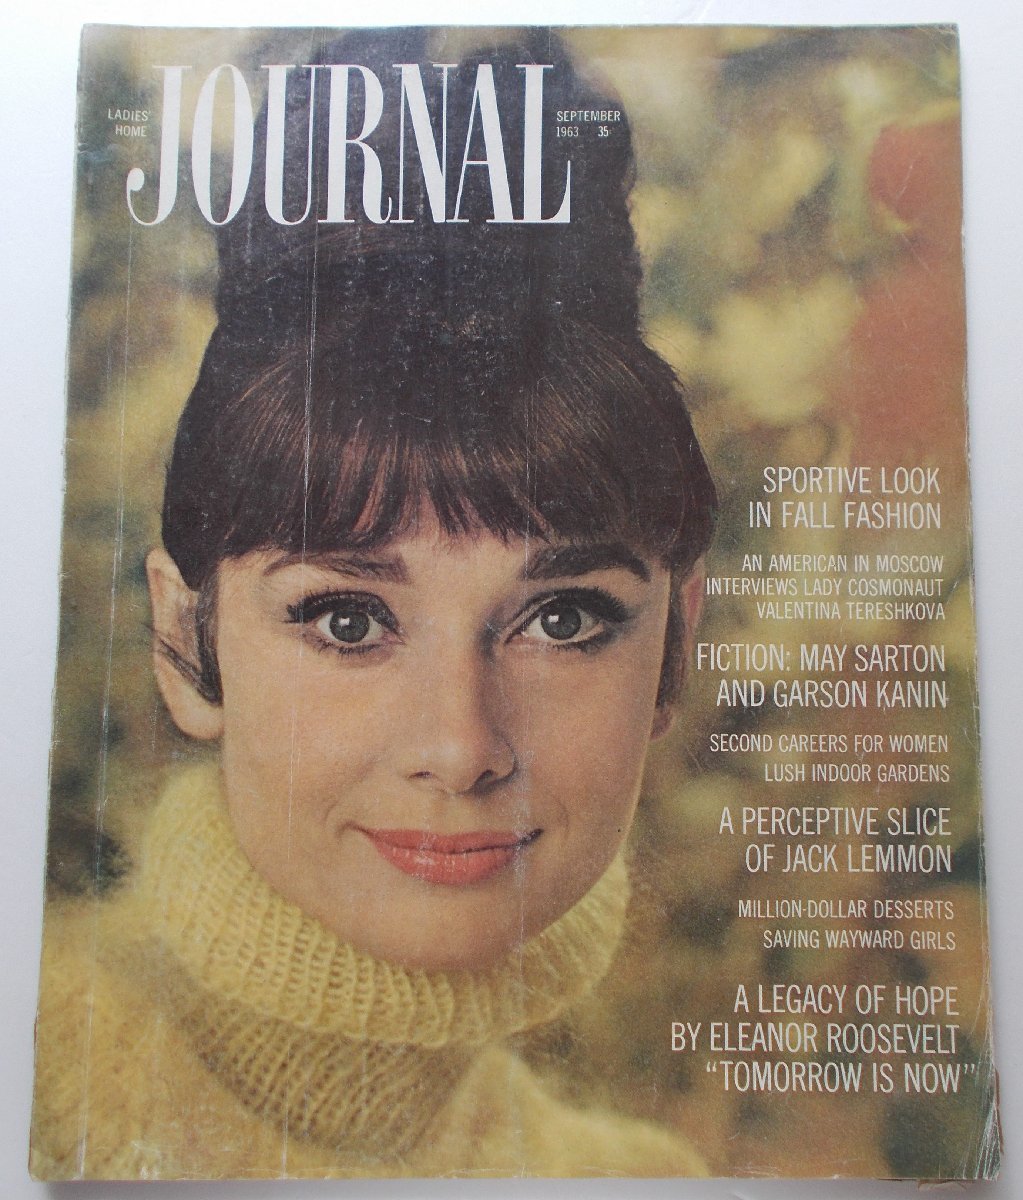 LADIES'
HOME
JOURNAL
SEPTEMBER
1963 35¢
SPORTIVE LOOK
IN FALL FASHION
AN AMERICAN IN MOSCOW
INTERVIEWS LADY COSMONAUT
VALENTINA TERESHKOVA
FICTION: MAY SARTON
AND GARSON KANIN
SECOND CAREERS FOR WOMEN
LUSH INDOOR GARDENS
A PERCEPTIVE SLICE
OF JACK LEMMON
MILLION-DOLLAR DESSERTS
SAVING WAYWARD GIRLS
A LEGACY OF HOPE
BY ELEANOR ROOSEVELT
“TOMORROW IS NOW”